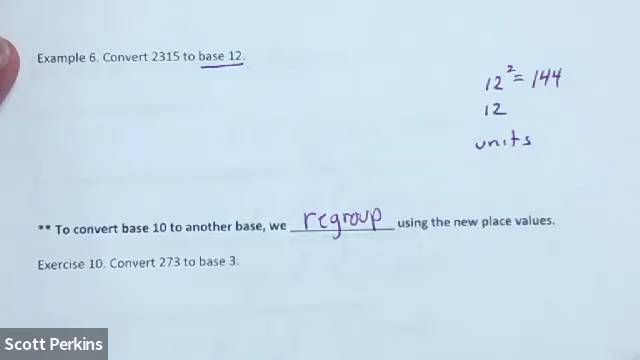 Example 6. Convert 2315 to base 12.
12² = 144
12
units
** To convert base 10 to another base, we regroup using the new place values.
Exercise 10. Convert 273 to base 3.
Scott Perkins